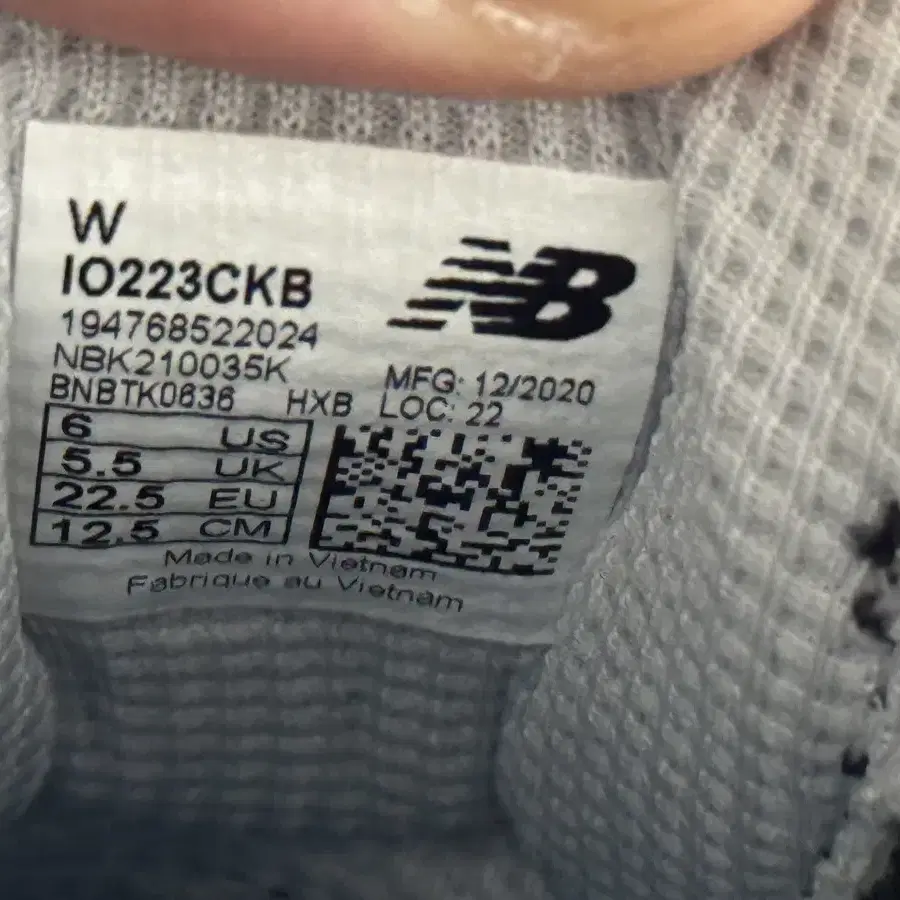 W
IO223CKB
194768522024
NBK210035K
BNBTK0636 HXB
NB
MFG: 12/2020
LOC: 22
6 US
5.5 UK
22.5 EU
12.5 CM
Made in Vietnam
Fabrique au Vietnam